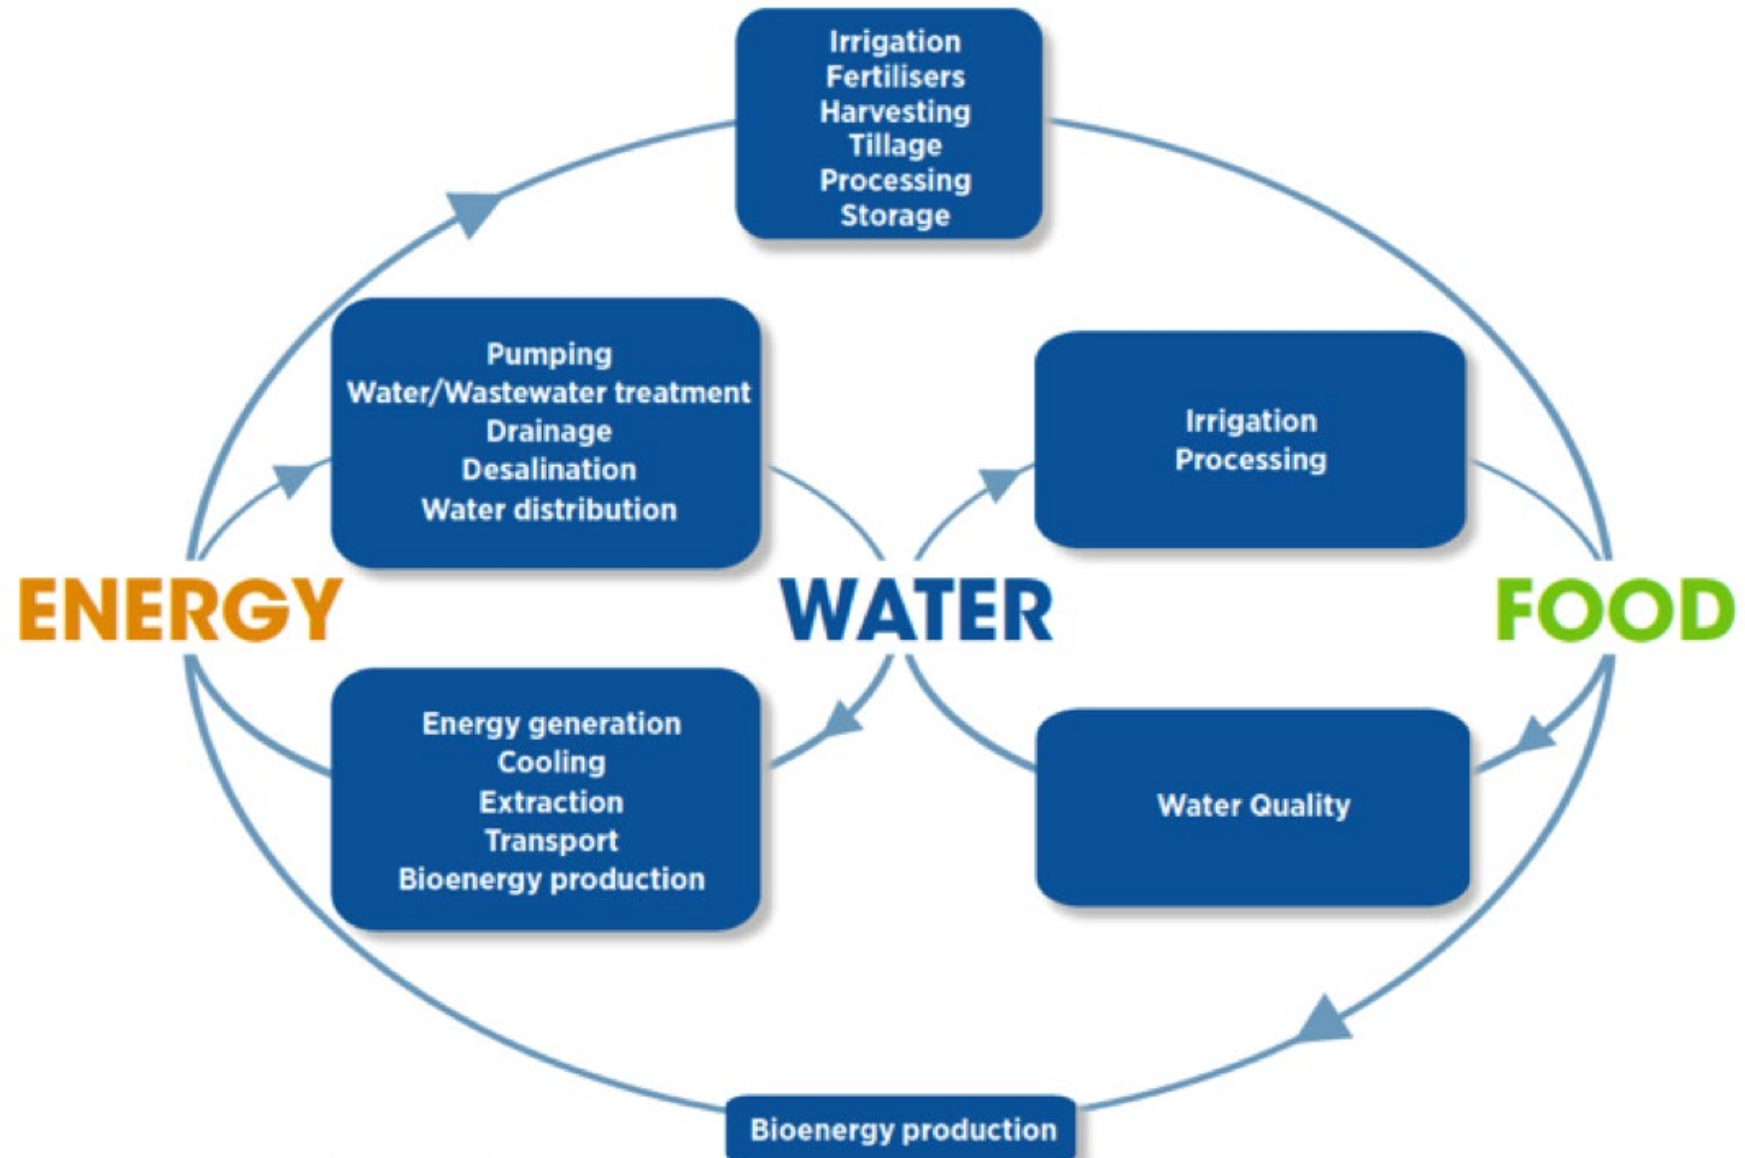 Irrigation
Fertilisers
Harvesting
Tillage
Processing
Storage
Pumping
Water/Wastewater treatment
Drainage
Desalination
Water distribution
Irrigation
Processing
ENERGY
WATER
FOOD
Energy generation
Cooling
Extraction
Transport
Bioenergy production
Water Quality
Bioenergy production